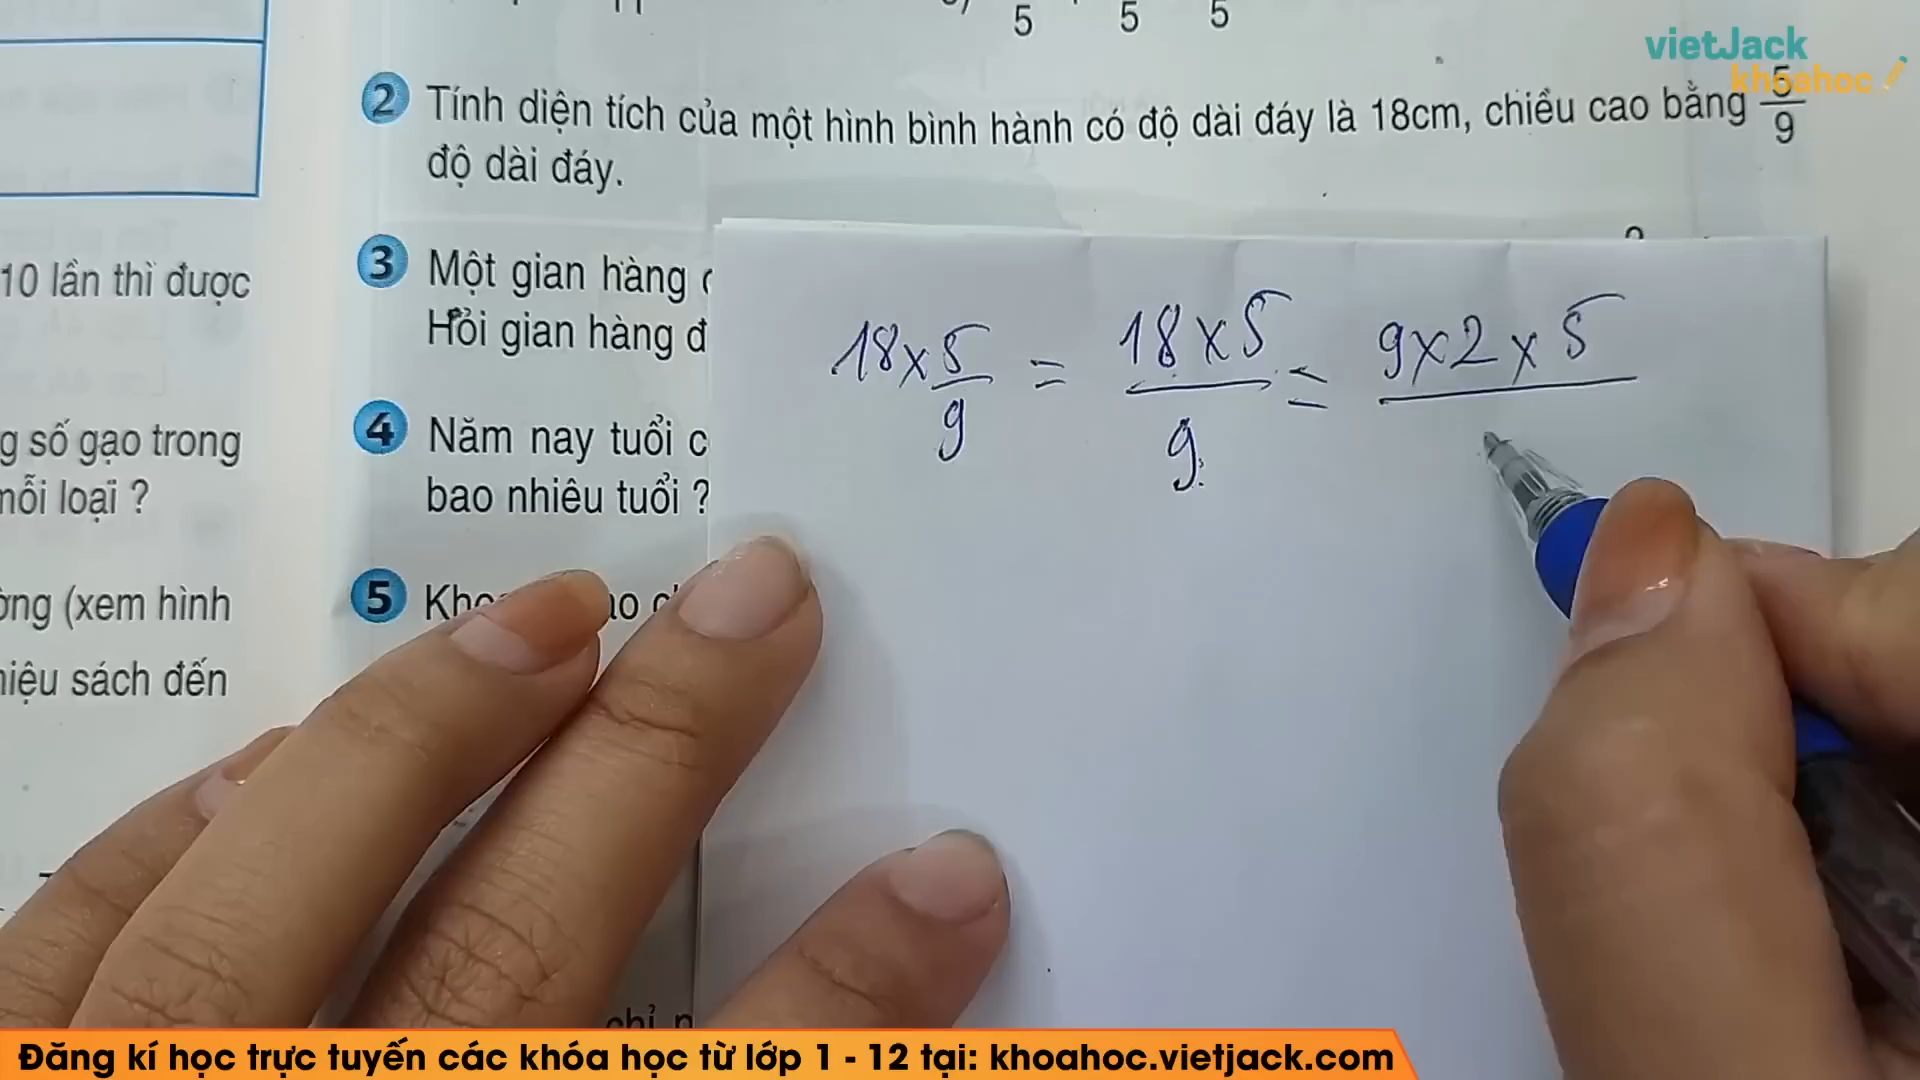 5 5 5
vietJack
khoahoc
2 Tính diện tích của một hình bình hành có độ dài đáy là 18cm, chiều cao bằng 5/9
độ dài đáy.
3 Một gian hàng
Hỏi gian hàng đ
4 Năm nay tuổi c
bao nhiêu tuổi ?
5
10 lần thì được
g số gạo trong
mỗi loại ?
ờng (xem hình
hiệu sách đến
18 x 5/9 = 18 x 5/9 = 9 x 2 x 5
Đăng kí học trực tuyến các khóa học từ lớp 1 - 12 tại: khoahoc.vietjack.com